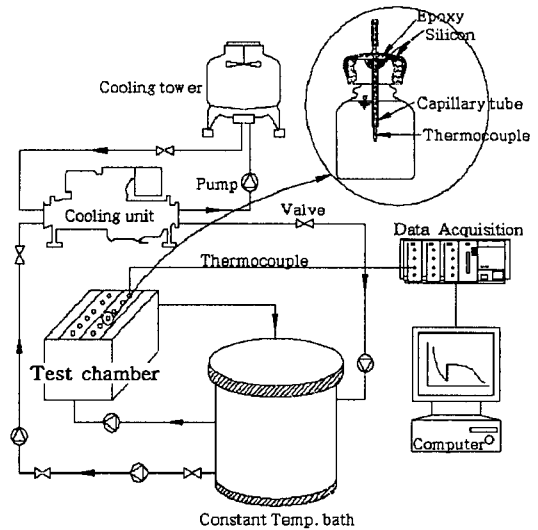 Epoxy
Silicon
Cooling tower
Capillary tube
Thermocouple
Pump
Cooling unit
Valve
Data Acquisition
Thermocouple
Test chamber
Computer
Constant Temp. bath